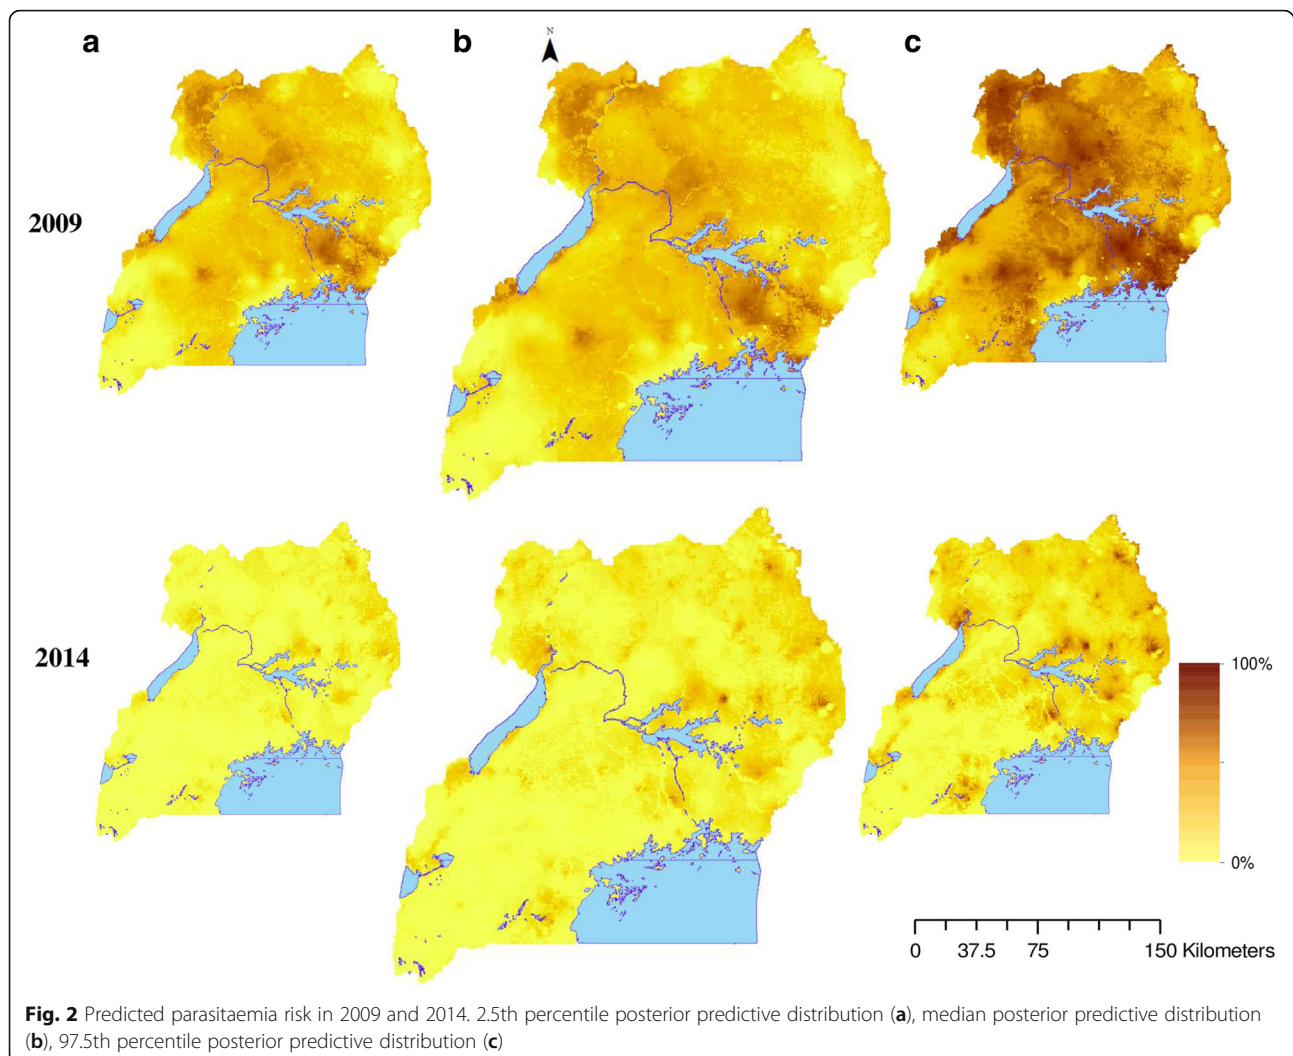 a
b
c
N
2009
2014
100%
0%
0 37.5 75 150 Kilometers
Fig. 2 Predicted parasitaemia risk in 2009 and 2014. 2.5th percentile posterior predictive distribution (a), median posterior predictive distribution
(b), 97.5th percentile posterior predictive distribution (c)